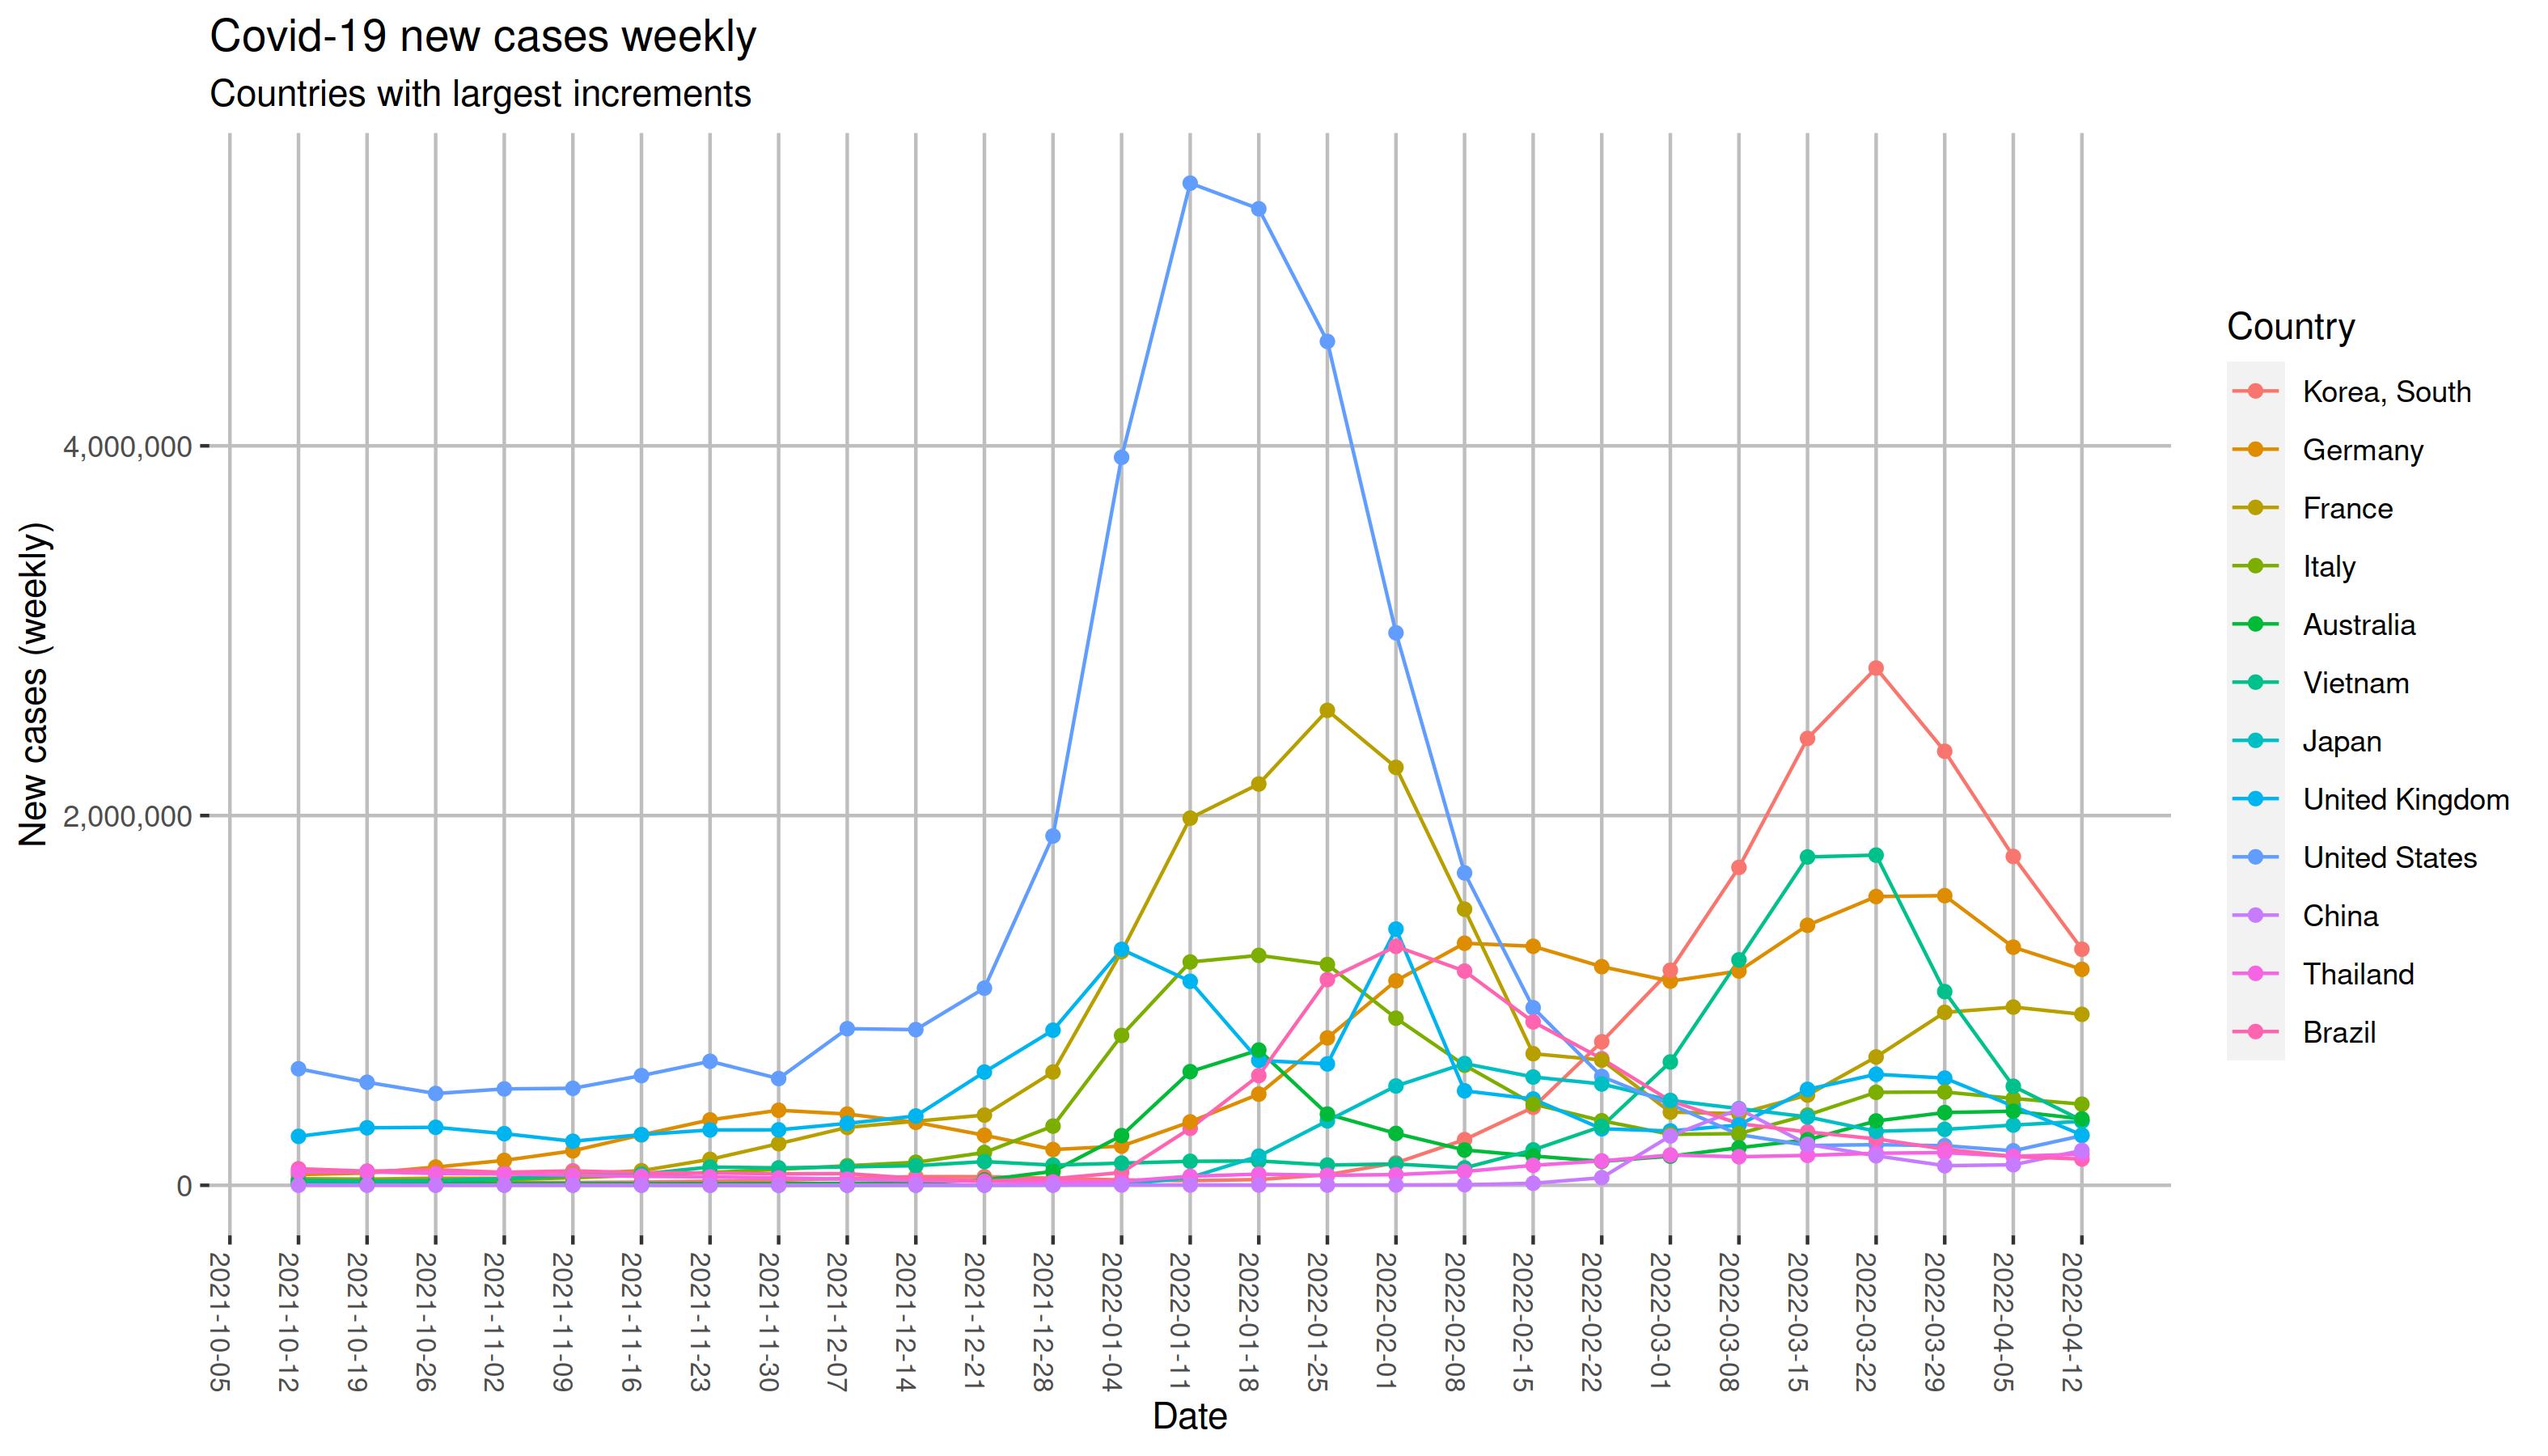 Covid-19 new cases weekly
Countries with largest increments
New cases (weekly)
4,000,000
2,000,000
0
2021-10-05
2021-10-12
2021-10-19
2021-10-26
2021-11-02
2021-11-09
2021-11-16
2021-11-23
2021-11-30
2021-12-07
2021-12-14
2021-12-21
2021-12-28
2022-01-04
2022-01-11
2022-01-18
2022-01-25
2022-02-01
2022-02-08
2022-02-15
2022-02-22
2022-03-01
2022-03-08
2022-03-15
2022-03-22
2022-03-29
2022-04-05
2022-04-12
Date
Country
Korea, South
Germany
France
Italy
Australia
Vietnam
Japan
United Kingdom
United States
China
Thailand
Brazil